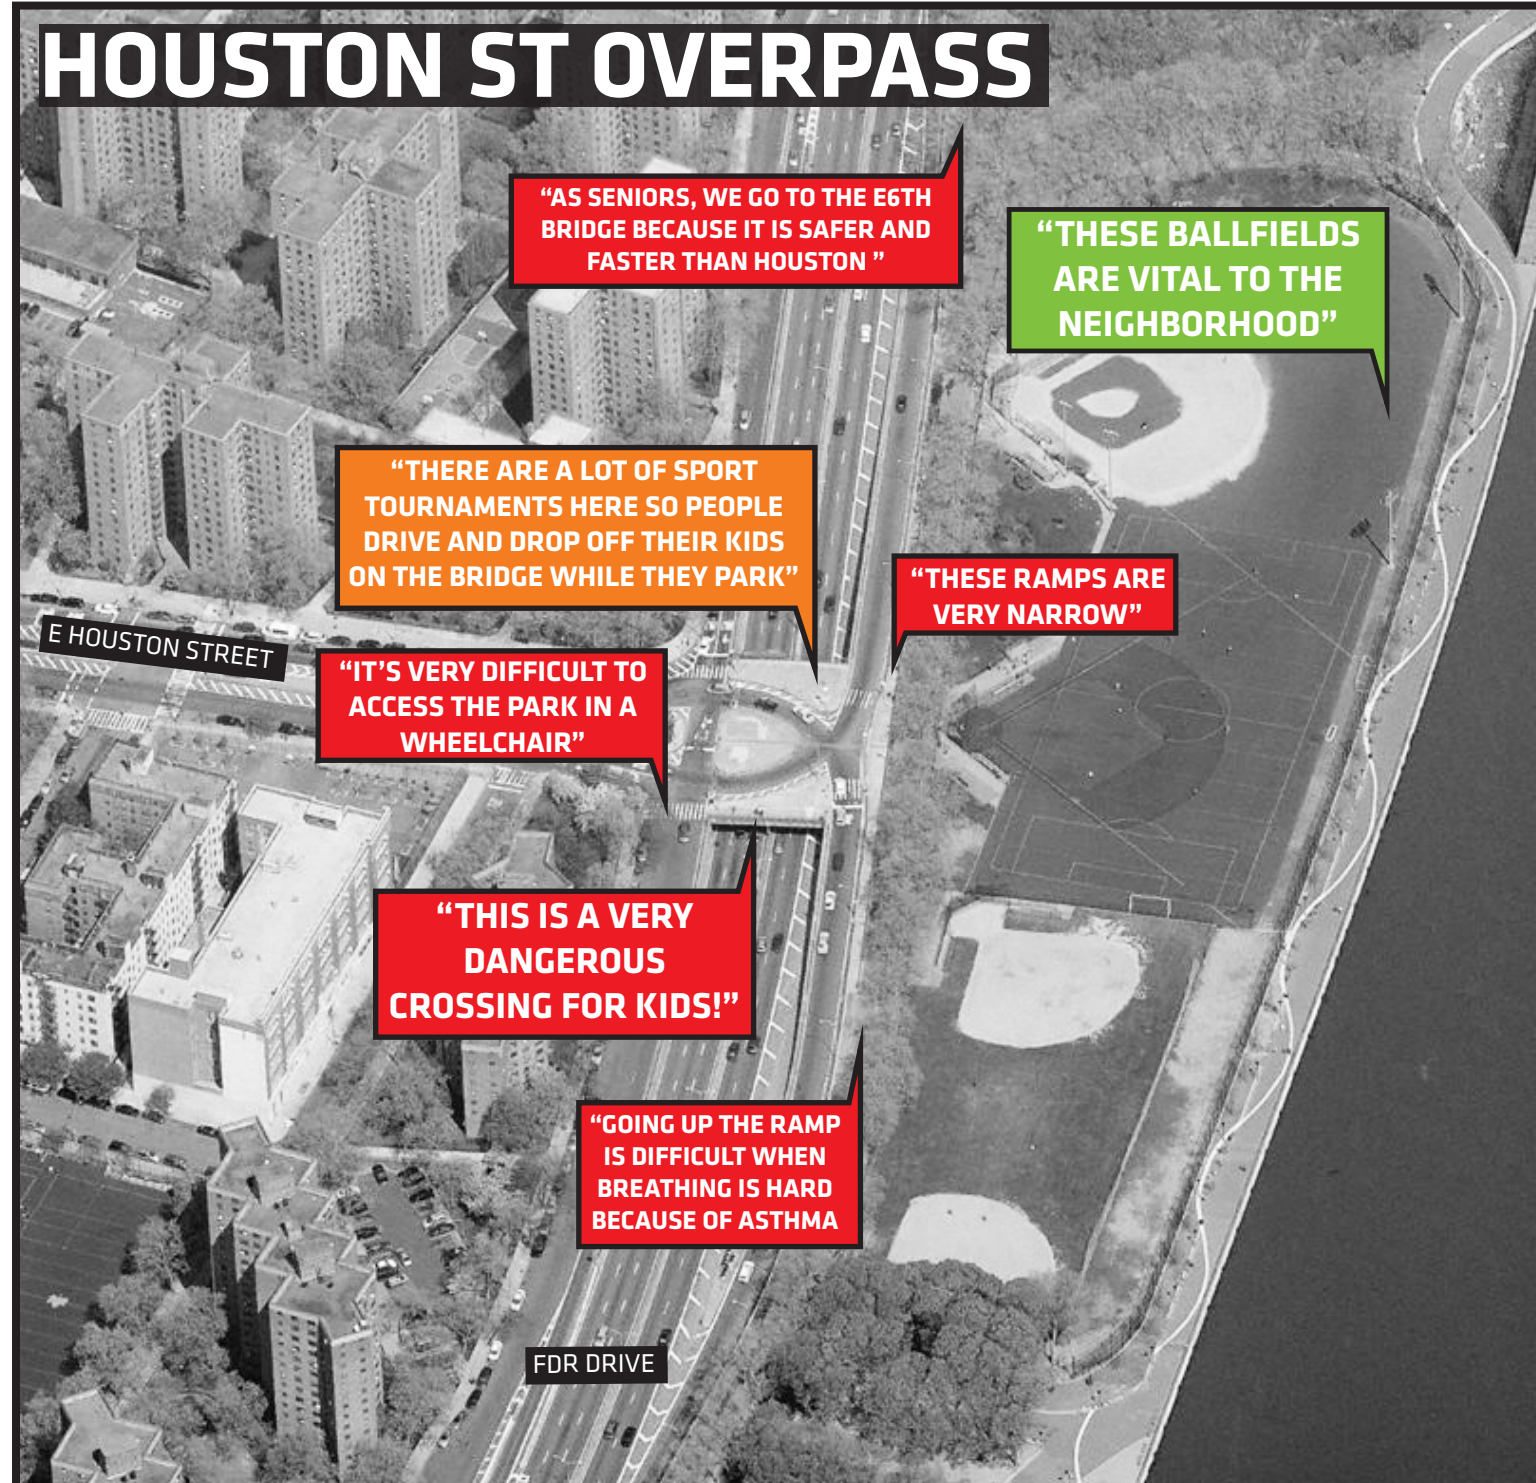 HOUSTON ST OVERPASS
“AS SENIORS, WE GO TO THE E6TH
BRIDGE BECAUSE IT IS SAFER AND
FASTER THAN HOUSTON ”
“THESE BALLFIELDS
ARE VITAL TO THE
NEIGHBORHOOD”
“THERE ARE A LOT OF SPORT
TOURNAMENTS HERE SO PEOPLE
DRIVE AND DROP OFF THEIR KIDS
ON THE BRIDGE WHILE THEY PARK”
“THESE RAMPS ARE
VERY NARROW”
E HOUSTON STREET
“IT’S VERY DIFFICULT TO
ACCESS THE PARK IN A
WHEELCHAIR”
“THIS IS A VERY
DANGEROUS
CROSSING FOR KIDS!”
“GOING UP THE RAMP
IS DIFFICULT WHEN
BREATHING IS HARD
BECAUSE OF ASTHMA
FDR DRIVE